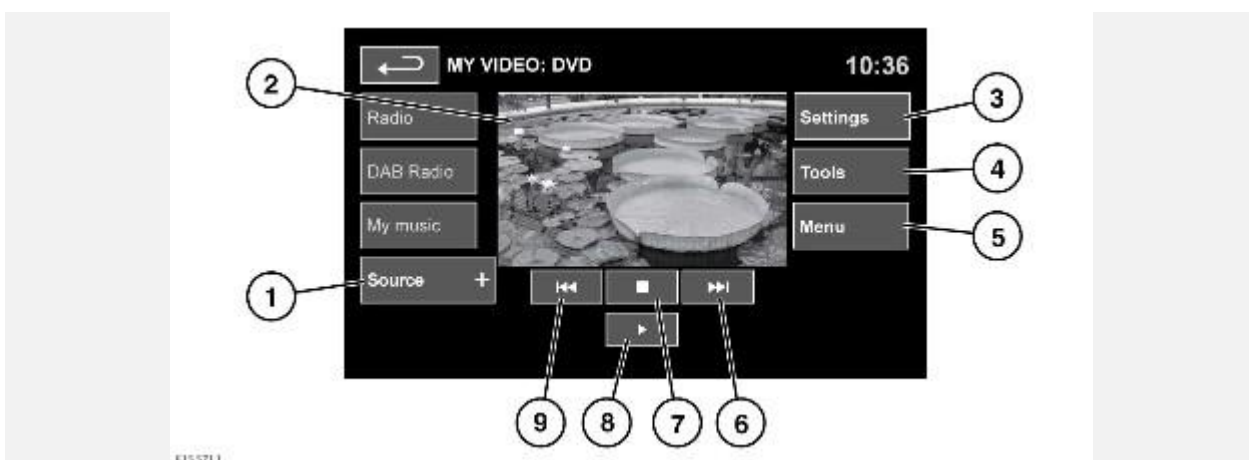 MY VIDEO: DVD 10:36
2
Radio
Settings
3
DAB Radio
Tools
4
My music
Menu
5
1
Source +
9
8
7
6